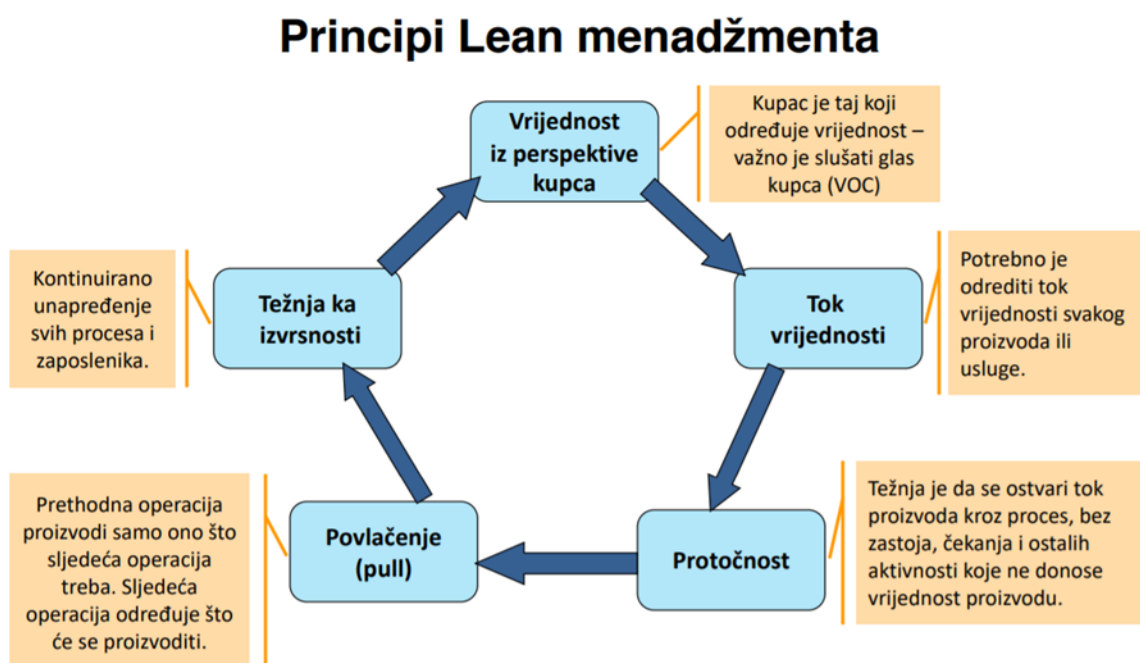 Principi Lean menadžmenta
Vrijednost
iz perspektive
kupca
Kupac je taj koji
određuje vrijednost –
važno je slušati glas
kupca (VOC)
Tok
vrijednosti
Potrebno je
odrediti tok
vrijednosti svakog
proizvoda ili
usluge.
Protočnost
Težnja je da se ostvari tok
proizvoda kroz proces, bez
zastoja, čekanja i ostalih
aktivnosti koje ne donose
vrijednost proizvodu.
Povlačenje
(pull)
Prethodna operacija
proizvodi samo ono što
sljedeća operacija
treba. Sljedeća
operacija određuje što
će se proizvoditi.
Težnja ka
izvrsnosti
Kontinuirano
unapređenje
svih procesa i
zaposlenika.